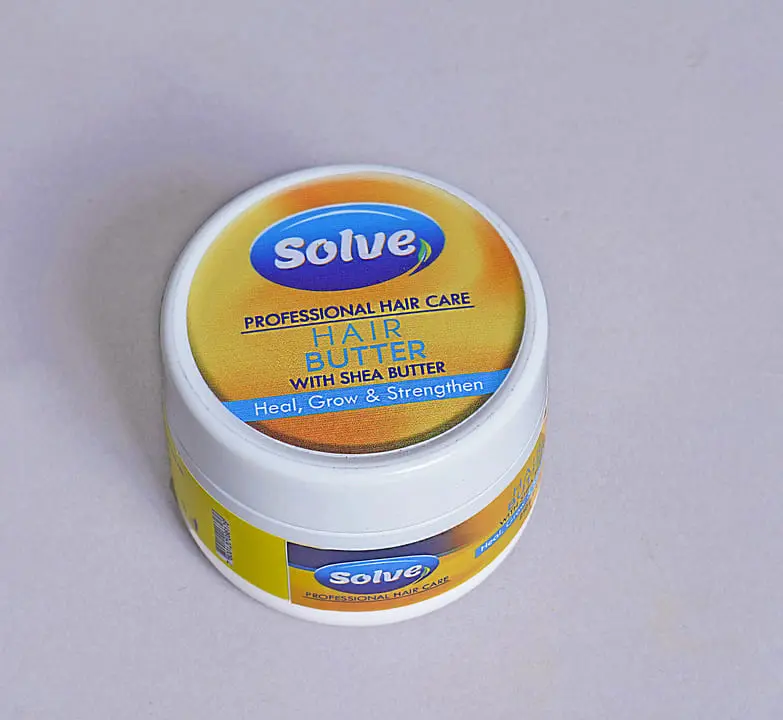 Solve
PROFESSIONAL HAIR CARE
HAIR
BUTTER
WITH SHEA BUTTER
Heal, Grow & Strengthen
Solve
PROFESSIONAL HAIR CARE